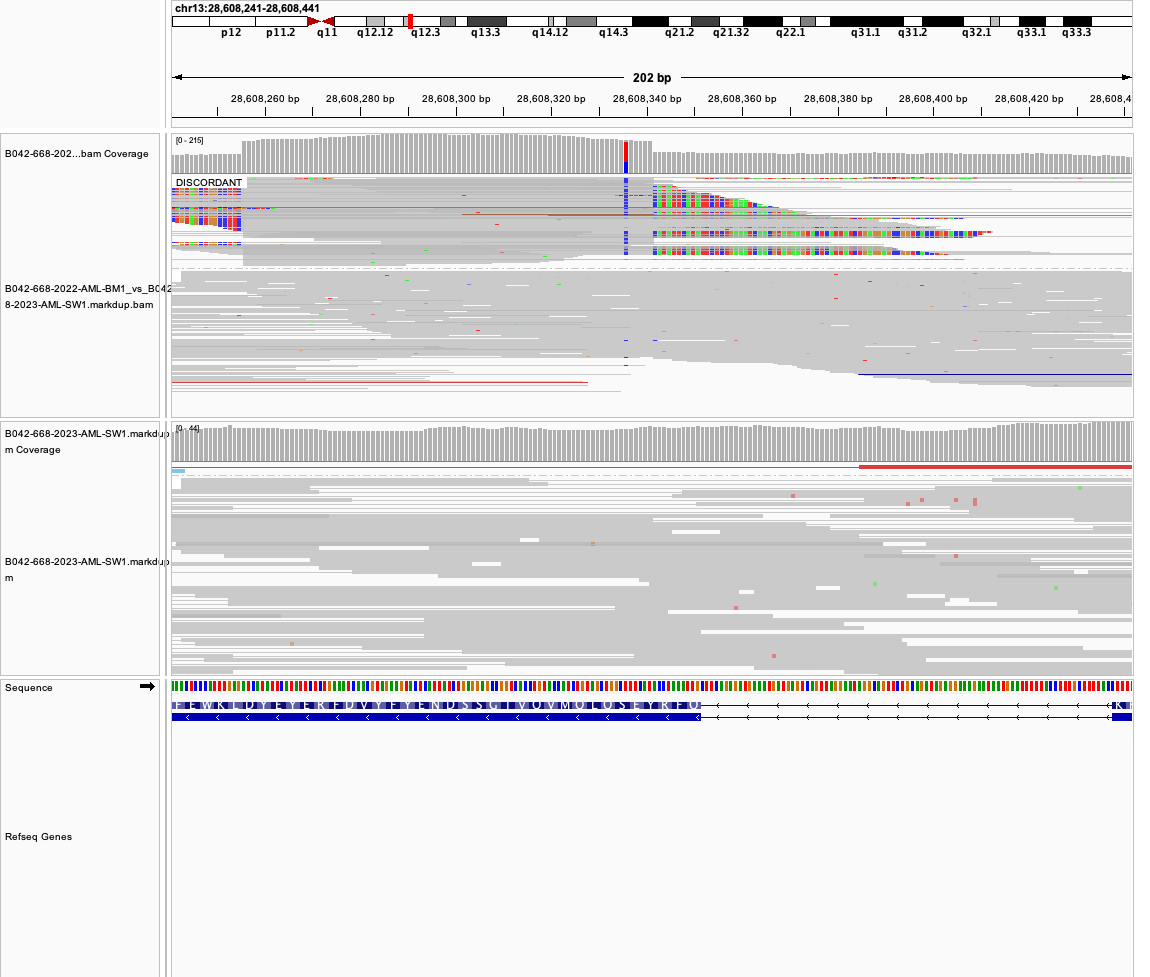 chr13:28,608,241-28,608,441
p12 p11.2 q11 q12.12 q12.3 q13.3 q14.12 q14.3 q21.2 q21.32 q22.1 q31.1 q31.2 q32.1 q33.1 q33.3
202 bp
28,608,260 bp 28,608,280 bp 28,608,300 bp 28,608,320 bp 28,608,340 bp 28,608,360 bp 28,608,380 bp 28,608,400 bp 28,608,420 bp 28,608,4
B042-668-202...bam Coverage
[0 - 215]
DISCORDANT
B042-668-2022-AML-BM1_vs_B042
8-2023-AML-SW1.markdup.bam
B042-668-2023-AML-SW1.markdup
m Coverage
[0 - 44]
B042-668-2023-AML-SW1.markdup
m
Sequence
F E W K L D Y E Y E R F D V Y F Y E N D S S G T V Q V M Q L Q S E Y R F Q K
Refseq Genes